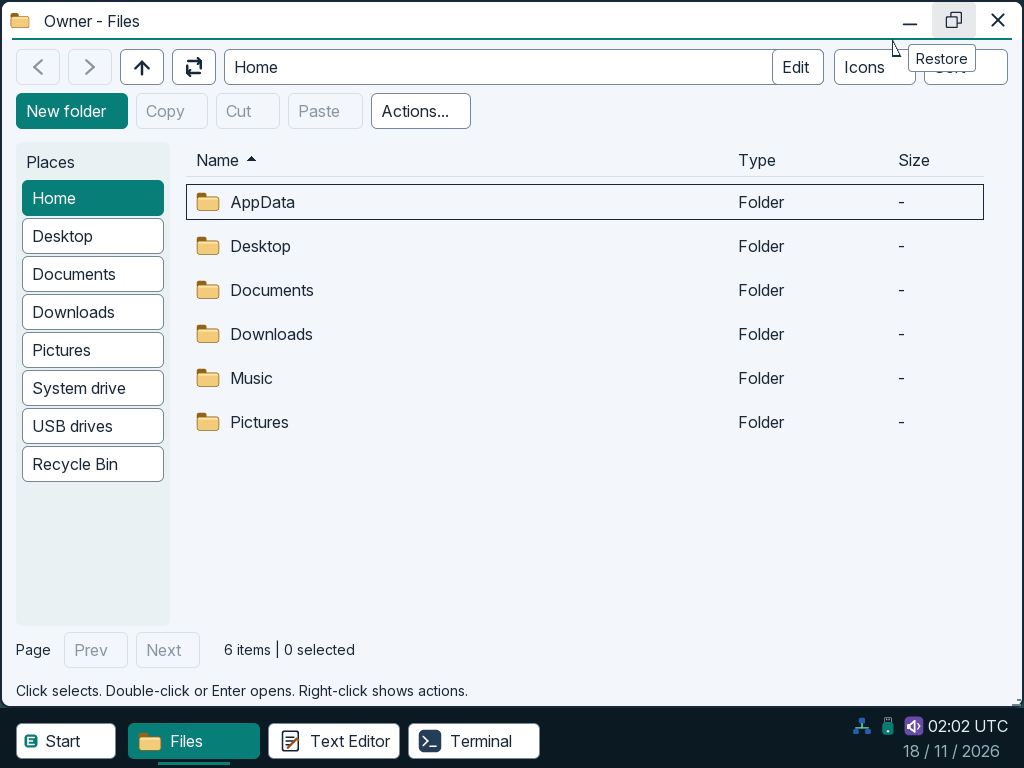 Owner - Files
Home Edit Icons
Restore
New folder Copy Cut Paste Actions...
Places
Home
Desktop
Documents
Downloads
Pictures
System drive
USB drives
Recycle Bin
Name Type Size
AppData Folder -
Desktop Folder -
Documents Folder -
Downloads Folder -
Music Folder -
Pictures Folder -
Page Prev Next 6 items | 0 selected
Click selects. Double-click or Enter opens. Right-click shows actions.
Start Files Text Editor Terminal 02:02 UTC
18 / 11 / 2026